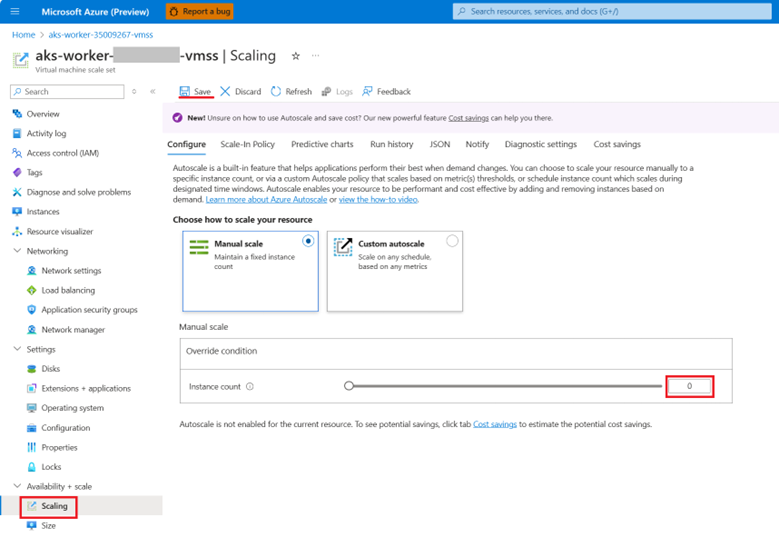 Microsoft Azure (Preview)
Report a bug
Search resources, services, and docs (G+/)
Home > aks-worker-35009267-vmss
aks-worker- -vmss | Scaling
Virtual machine scale set
Search
Save
Discard
Refresh
Logs
Feedback
New! Unsure on how to use Autoscale and save cost? Our new powerful feature Cost savings can help you there.
Overview
Activity log
Access control (IAM)
Tags
Diagnose and solve problems
Instances
Resource visualizer
Networking
Network settings
Load balancing
Application security groups
Network manager
Settings
Disks
Extensions + applications
Operating system
Configuration
Properties
Locks
Availability + scale
Scaling
Size
Configure
Scale-In Policy
Predictive charts
Run history
JSON
Notify
Diagnostic settings
Cost savings
Autoscale is a built-in feature that helps applications perform their best when demand changes. You can choose to scale your resource manually to a
specific instance count, or via a custom Autoscale policy that scales based on metric(s) thresholds, or schedule instance count which scales during
designated time windows. Autoscale enables your resource to be performant and cost effective by adding and removing instances based on
demand. Learn more about Azure Autoscale or view the how-to video.
Choose how to scale your resource
Manual scale
Maintain a fixed instance
count
Custom autoscale
Scale on any schedule,
based on any metrics
Manual scale
Override condition
Instance count
0
Autoscale is not enabled for the current resource. To see potential savings, click tab Cost savings to estimate the potential cost savings.